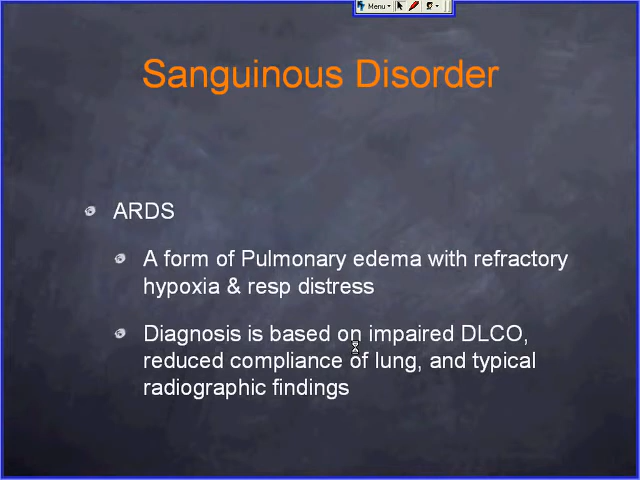 Menu
Sanguinous Disorder
ARDS
A form of Pulmonary edema with refractory
hypoxia & resp distress
Diagnosis is based on impaired DLCO,
reduced compliance of lung, and typical
radiographic findings